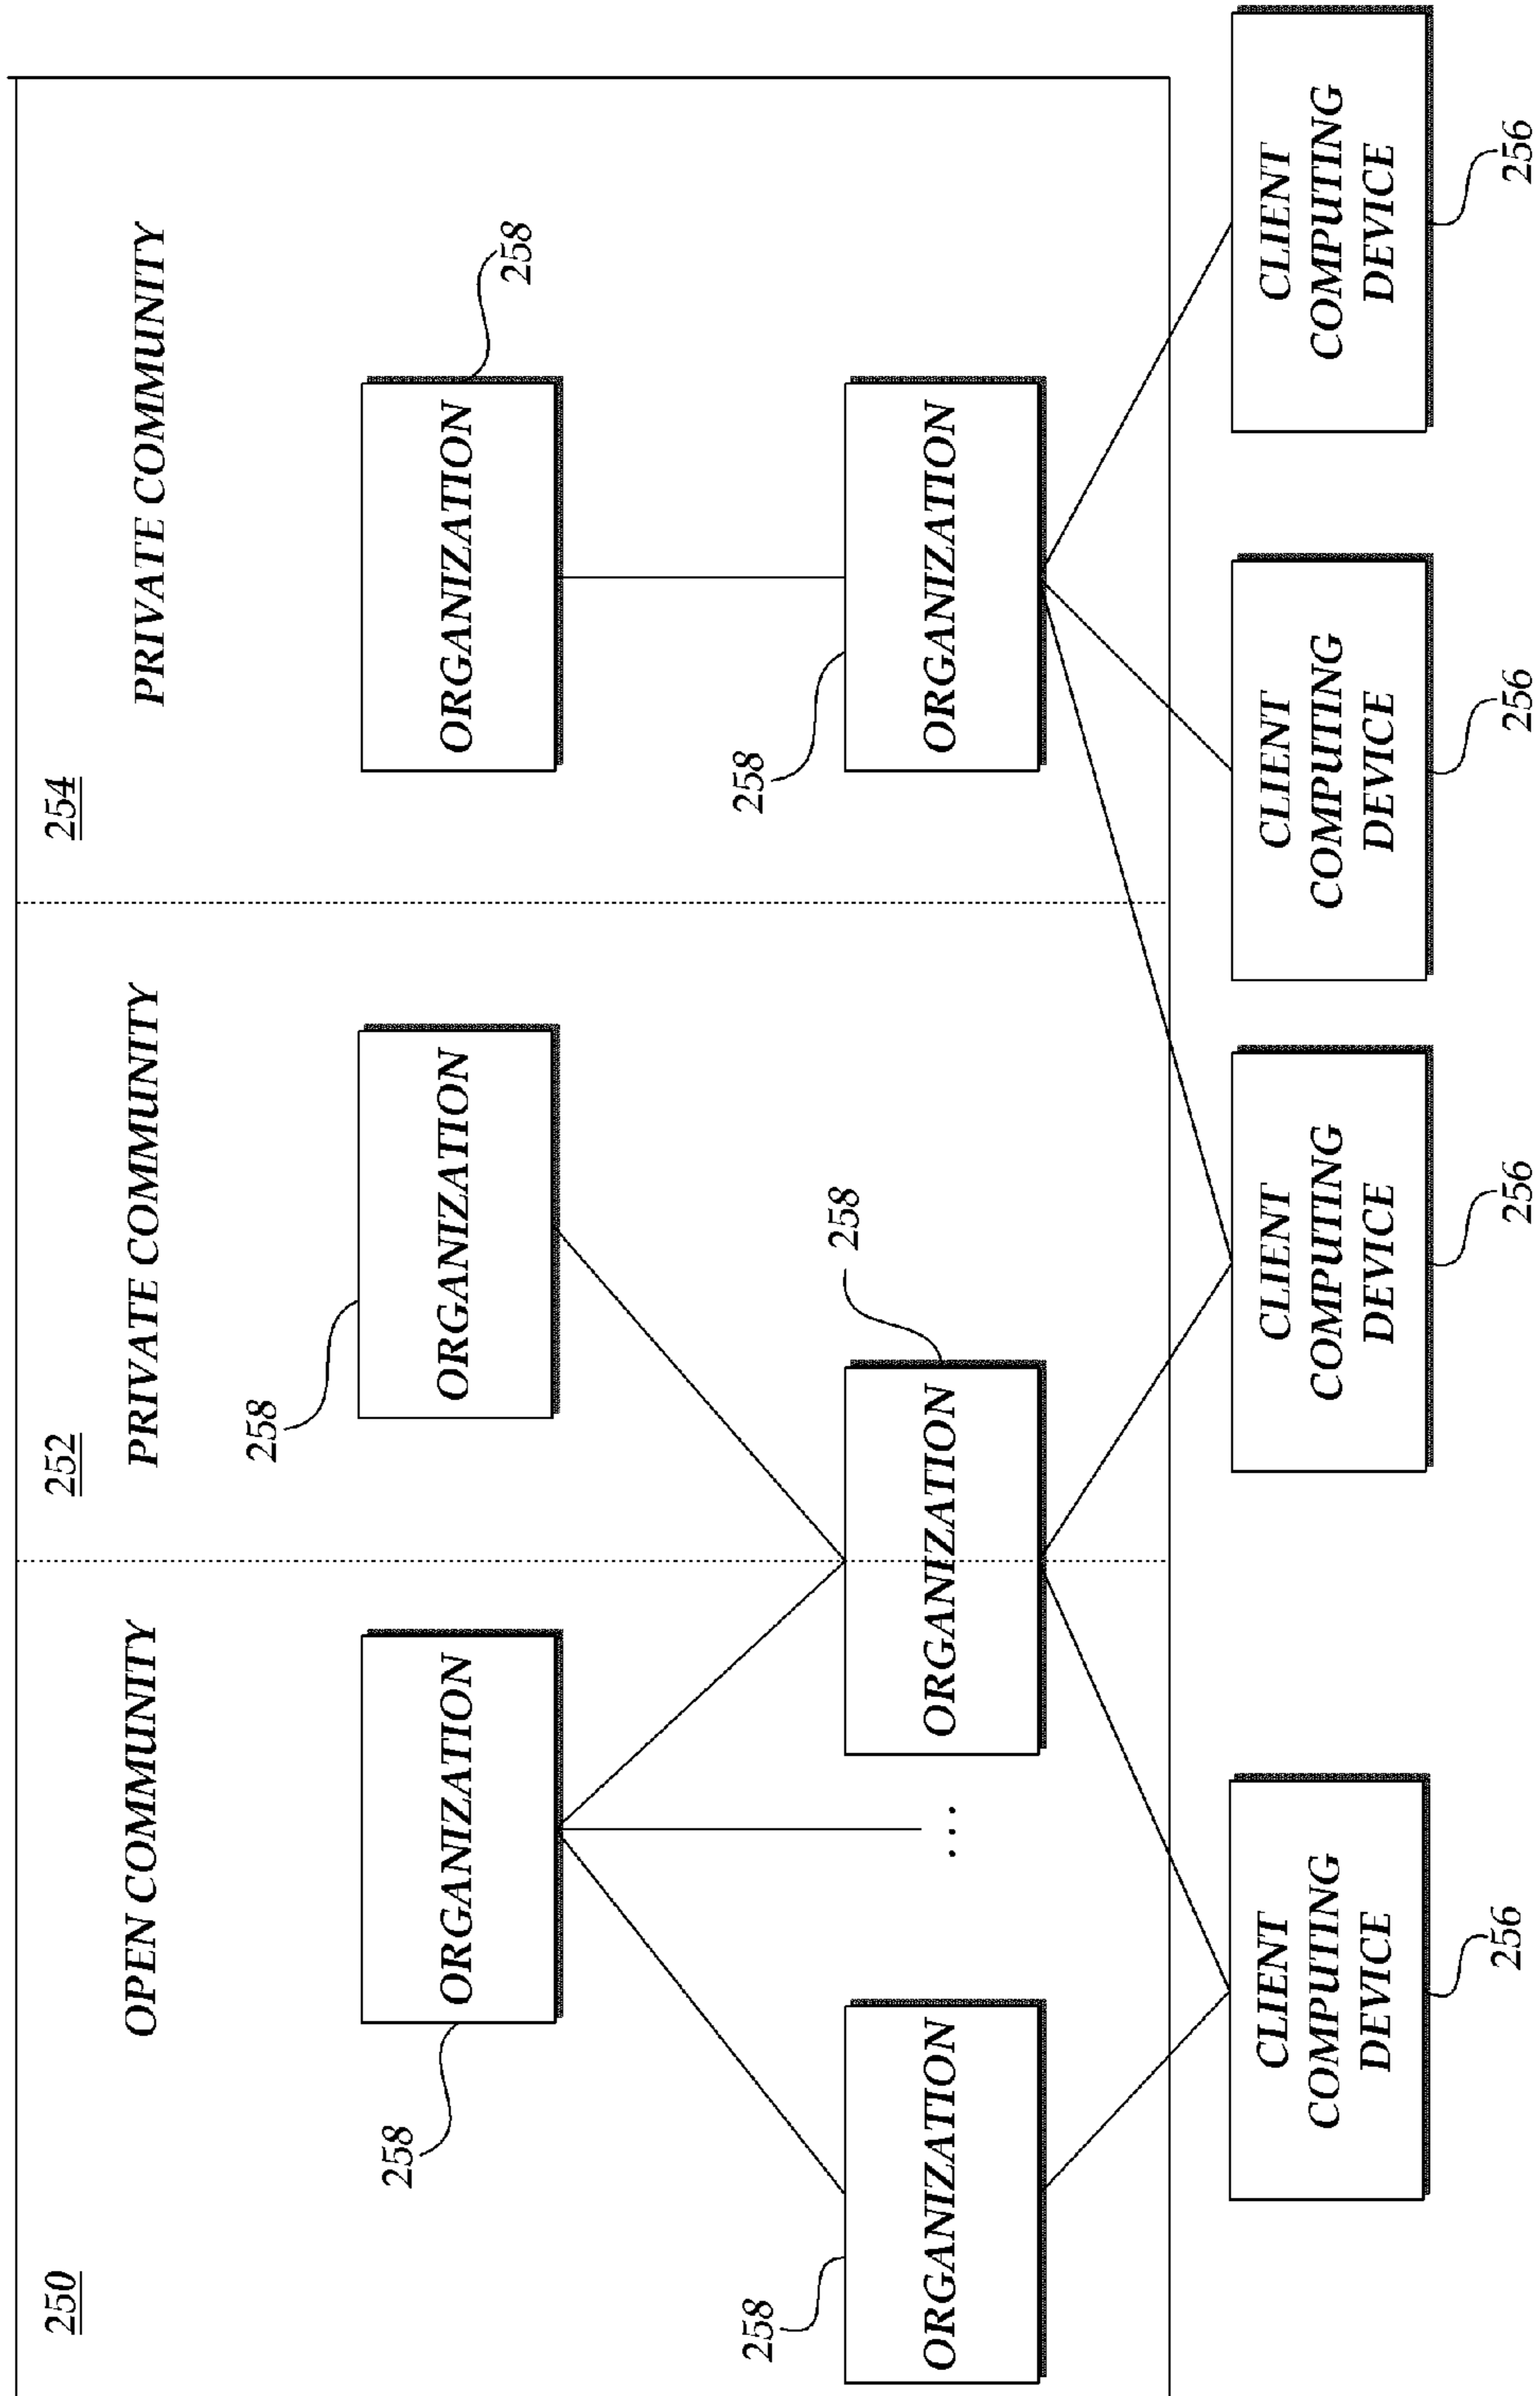 250
OPEN COMMUNITY
252
PRIVATE COMMUNITY
254
PRIVATE COMMUNITY
258
ORGANIZATION
258
ORGANIZATION
ORGANIZATION
258
258
ORGANIZATION
...
ORGANIZATION
258
258
ORGANIZATION
CLIENT
COMPUTING
DEVICE
256
CLIENT
COMPUTING
DEVICE
256
CLIENT
COMPUTING
DEVICE
256
CLIENT
COMPUTING
DEVICE
256